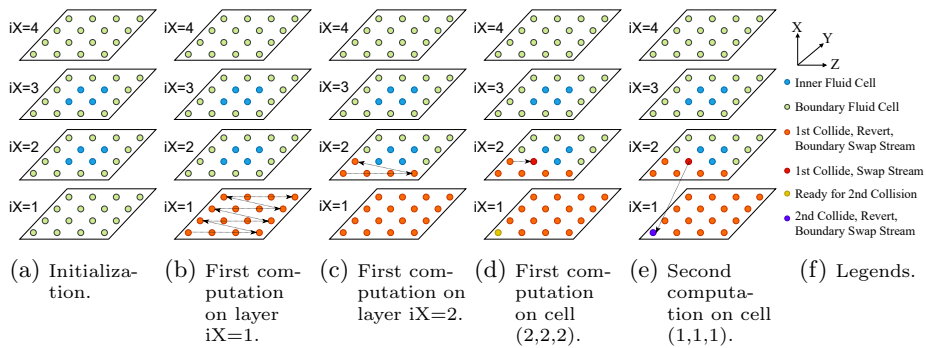 iX=4 iX=4 iX=4 iX=4 iX=4
iX=3 iX=3 iX=3 iX=3 iX=3
iX=2 iX=2 iX=2 iX=2 iX=2
iX=1 iX=1 iX=1 iX=1 iX=1
X
Y
Z
Inner Fluid Cell
Boundary Fluid Cell
1st Collide, Revert,
Boundary Swap Stream
1st Collide, Swap Stream
Ready for 2nd Collision
2nd Collide, Revert,
Boundary Swap Stream
(a) Initializa-
tion.
(b) First com-
putation
on layer
iX=1.
(c) First com-
putation on
layer iX=2.
(d) First com-
putation
on cell
(2,2,2).
(e) Second
computa-
tion on cell
(1,1,1).
(f) Legends.